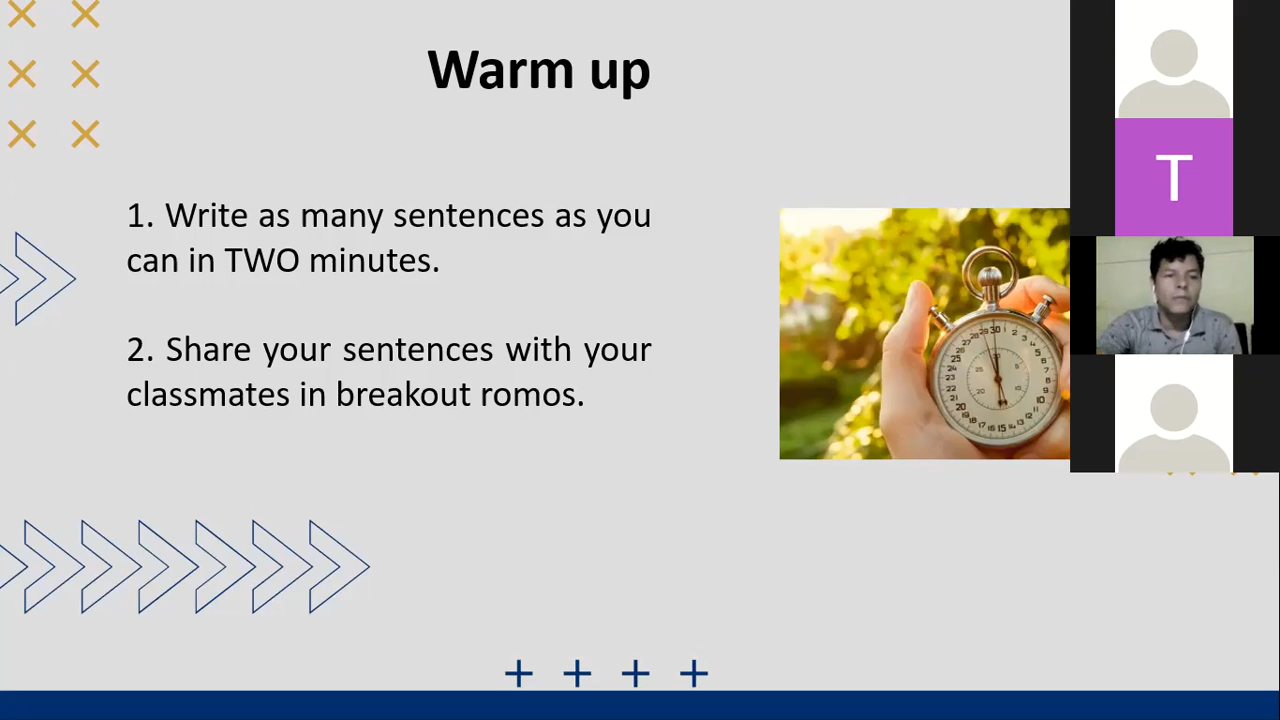 Warm up
1. Write as many sentences as you
can in TWO minutes.
2. Share your sentences with your
classmates in breakout romos.
T